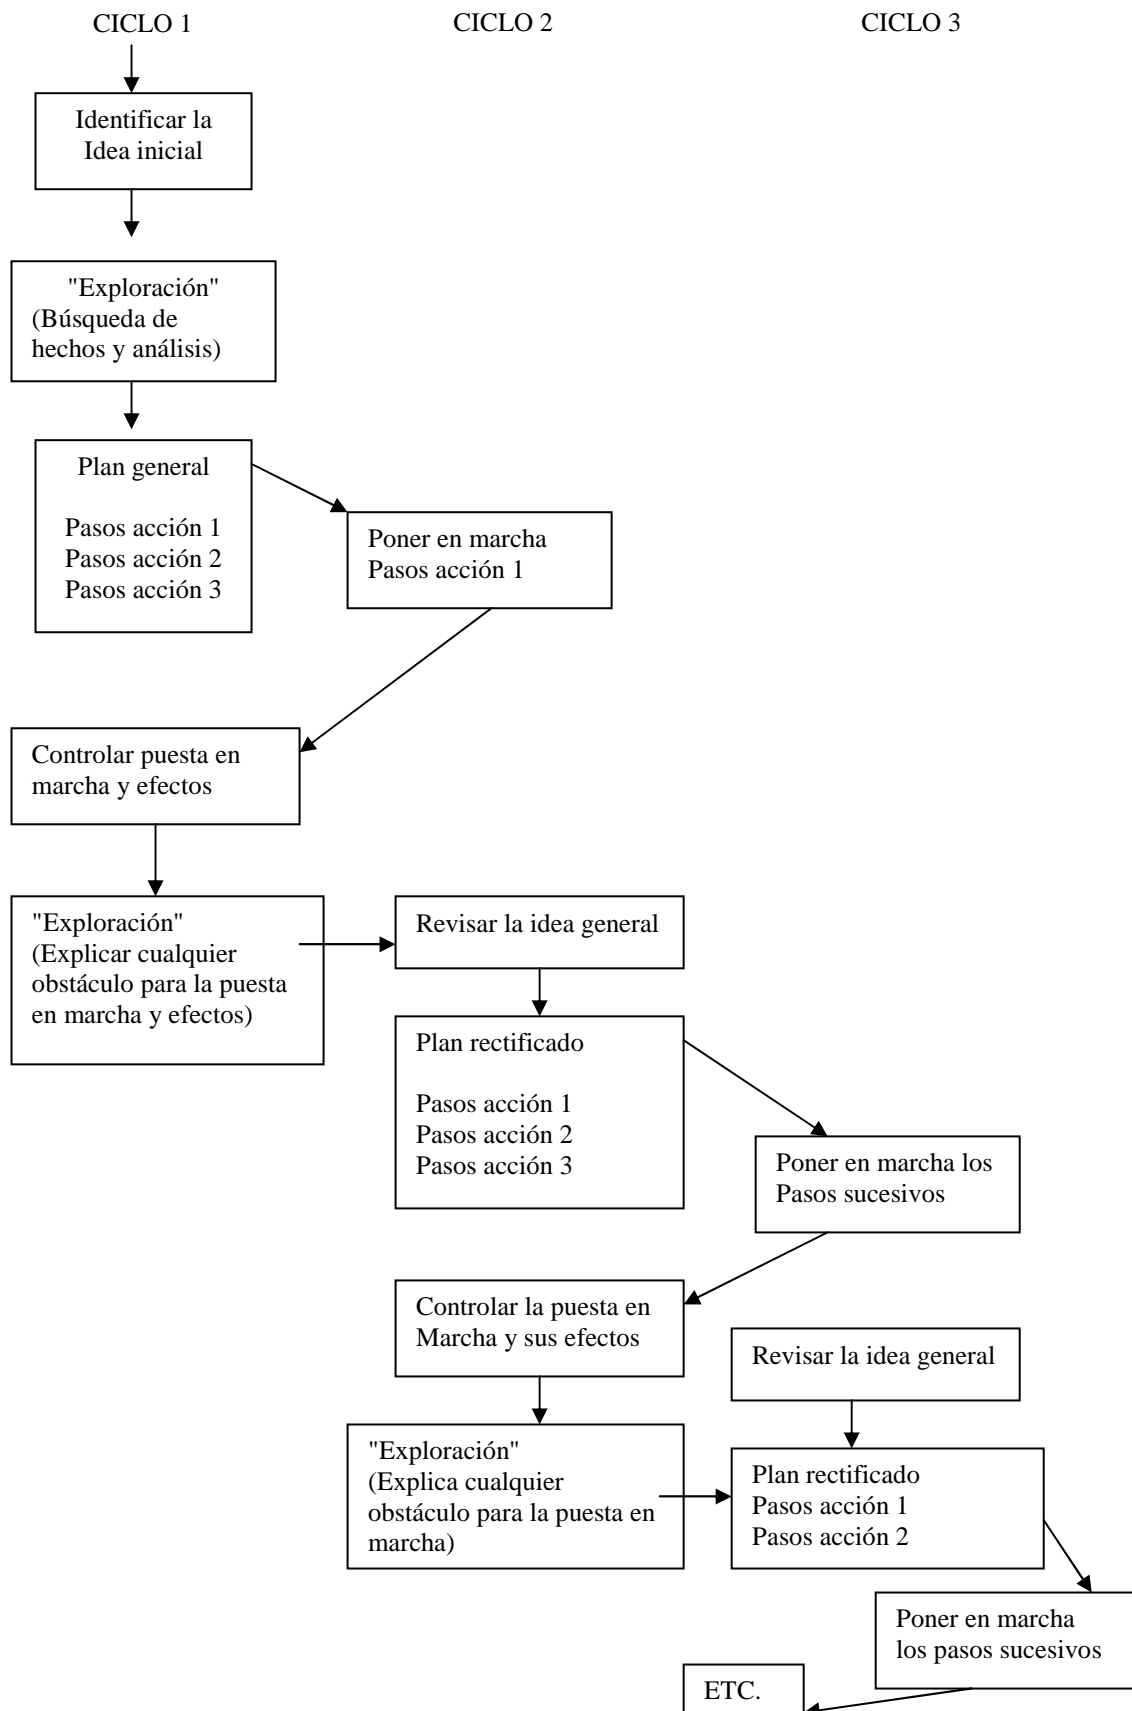 CICLO 1
CICLO 2
CICLO 3
Identificar la
Idea inicial
"Exploración"
(Búsqueda de
hechos y análisis)
Plan general
Pasos acción 1
Pasos acción 2
Pasos acción 3
Poner en marcha
Pasos acción 1
Controlar puesta en
marcha y efectos
"Exploración"
(Explicar cualquier
obstáculo para la puesta
en marcha y efectos)
Revisar la idea general
Plan rectificado
Pasos acción 1
Pasos acción 2
Pasos acción 3
Poner en marcha los
Pasos sucesivos
Controlar la puesta en
Marcha y sus efectos
Revisar la idea general
"Exploración"
(Explica cualquier
obstáculo para la puesta en
marcha)
Plan rectificado
Pasos acción 1
Pasos acción 2
Poner en marcha
los pasos sucesivos
ETC.